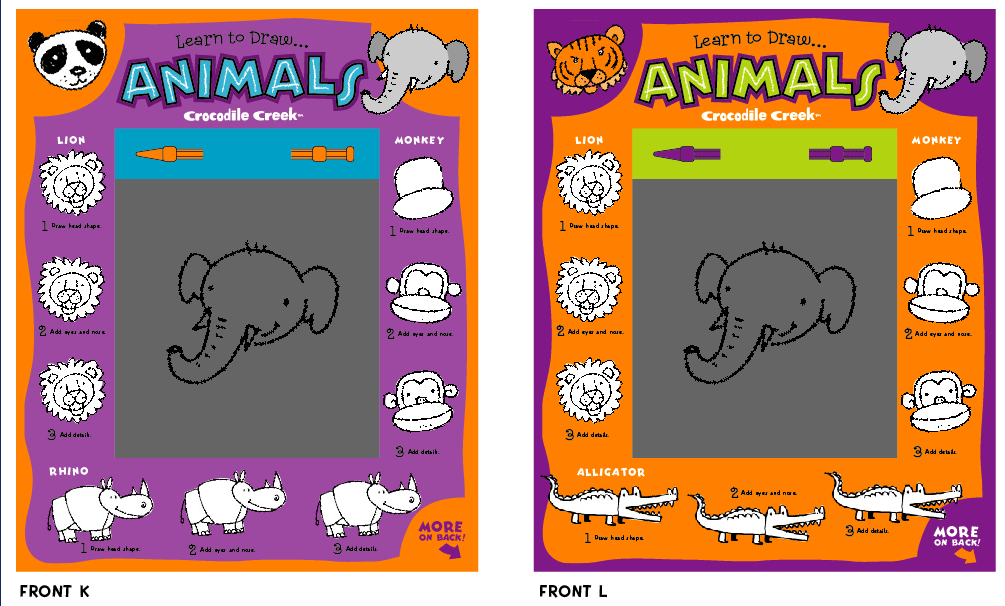 Learn to Draw...
ANIMALS
Crocodile Creek™
LION
MONKEY
1 Draw head shape.
1 Draw head shape.
2 Add eyes and nose.
2 Add eyes and nose.
3 Add details.
3 Add details.
RHINO
1 Draw head shape.
2 Add eyes and nose.
3 Add details.
MORE
ON BACK!
FRONT K
Learn to Draw...
ANIMALS
Crocodile Creek™
LION
MONKEY
1 Draw head shape.
1 Draw head shape.
2 Add eyes and nose.
2 Add eyes and nose.
3 Add details.
3 Add details.
ALLIGATOR
1 Draw head shape.
2 Add eyes and nose.
3 Add details.
MORE
ON BACK!
FRONT L